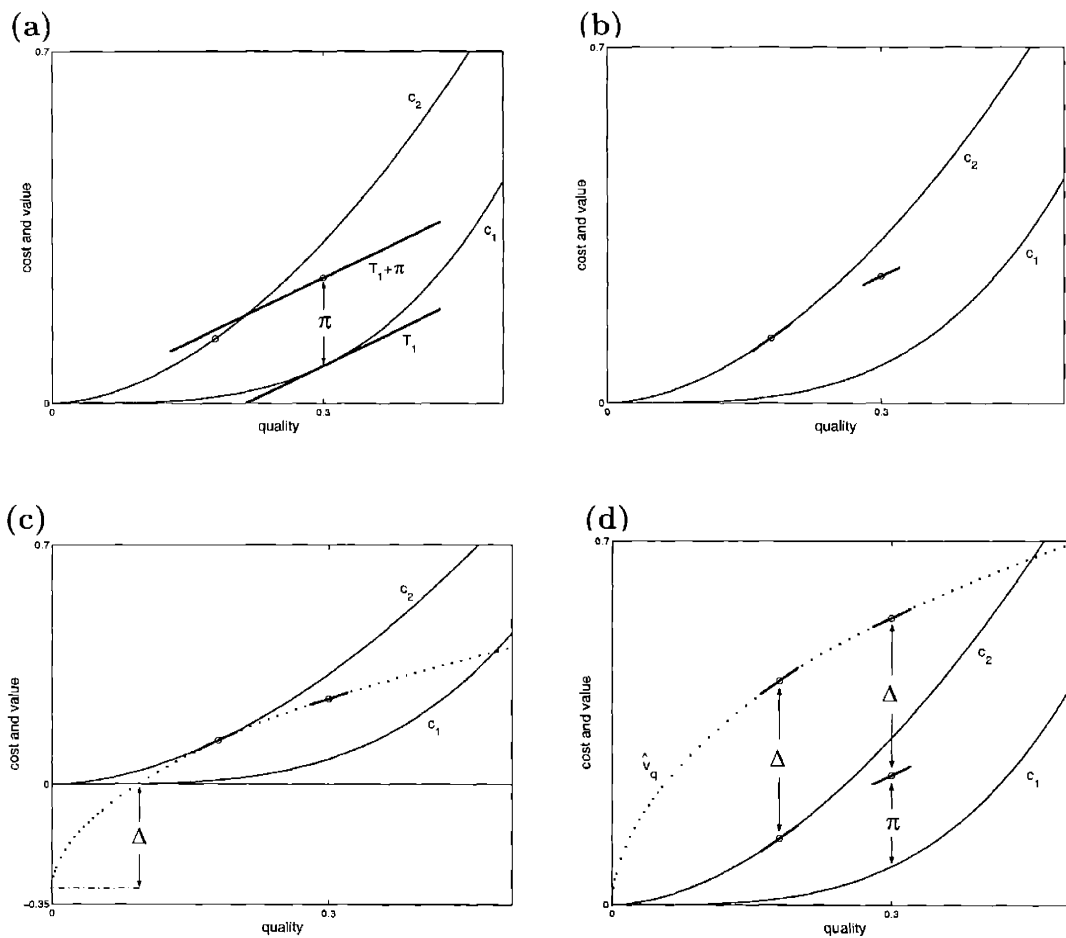 (a)
0.7
cost and value
c₂
c₁
T₁+π
π
T₁
0
0
0.3
quality
(b)
0.7
cost and value
c₂
c₁
0
0
0.3
quality
(c)
0.7
cost and value
c₂
c₁
0
Δ
−0.35
0
0.3
quality
(d)
0.7
cost and value
c₂
Δ
Δ
v̂_q
c₁
π
0
0
0.3
quality